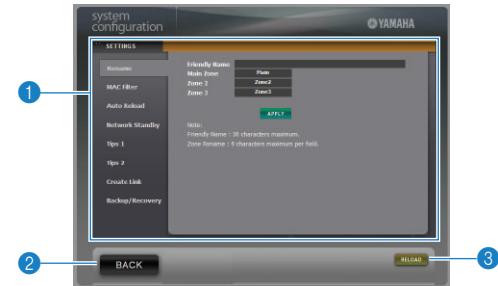 system
configuration
YAMAHA
SETTINGS
Rename
MAC Filter
Auto Reload
Network Standby
Tips 1
Tips 2
Create Link
Backup/Recovery
Friendly Name
Main Zone Main
Zone 2 Zone2
Zone 3 Zone3
APPLY
Note:
Friendly Name : 30 characters maximum.
Zone Rename : 9 characters maximum per field.
BACK
RELOAD
1
2
3